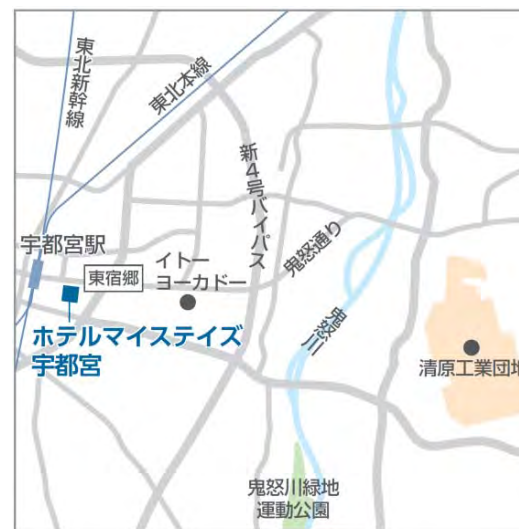 東北新幹線
東北本線
新4号バイパス
宇都宮駅
東宿郷
イトー
ヨーカドー
鬼怒通り
ホテルマイステイズ
宇都宮
鬼怒川
清原工業団地
鬼怒川緑地
運動公園